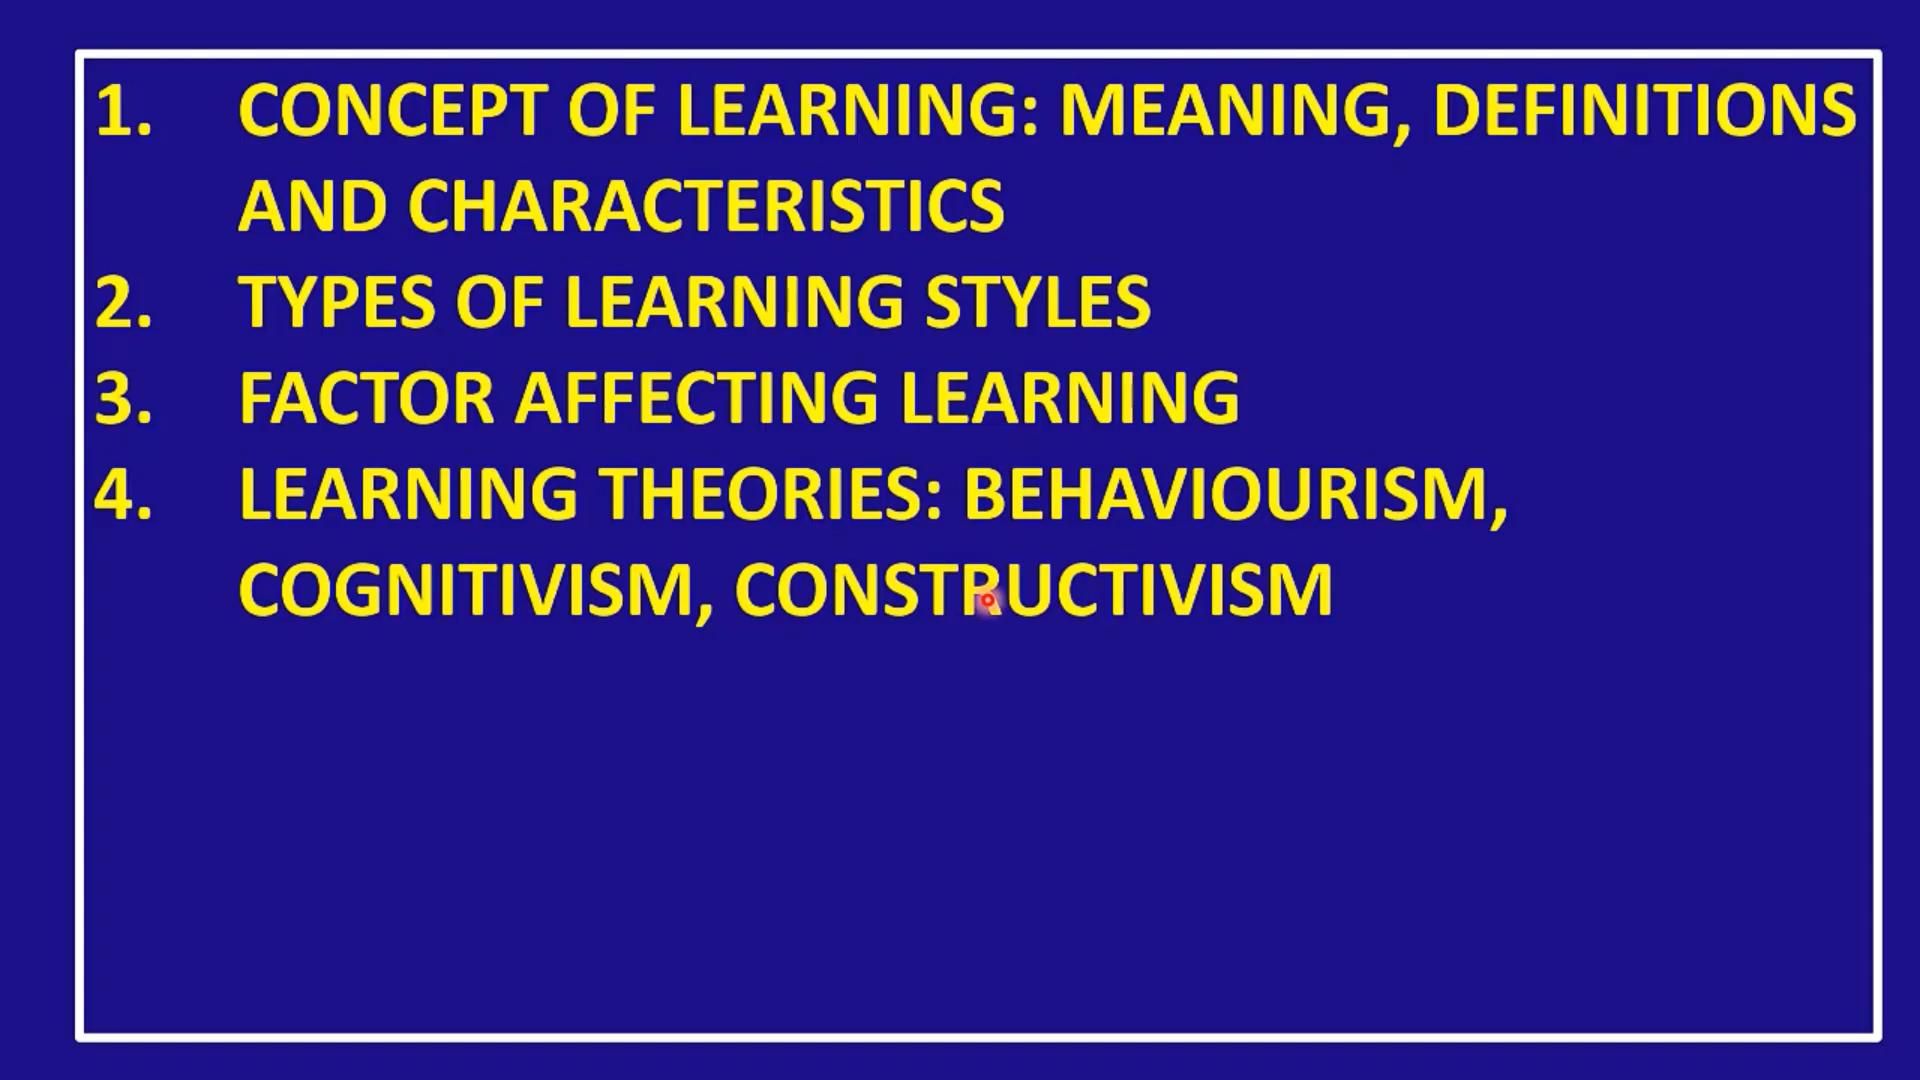 1. CONCEPT OF LEARNING: MEANING, DEFINITIONS
AND CHARACTERISTICS
2. TYPES OF LEARNING STYLES
3. FACTOR AFFECTING LEARNING
4. LEARNING THEORIES: BEHAVIOURISM,
COGNITIVISM, CONSTRUCTIVISM